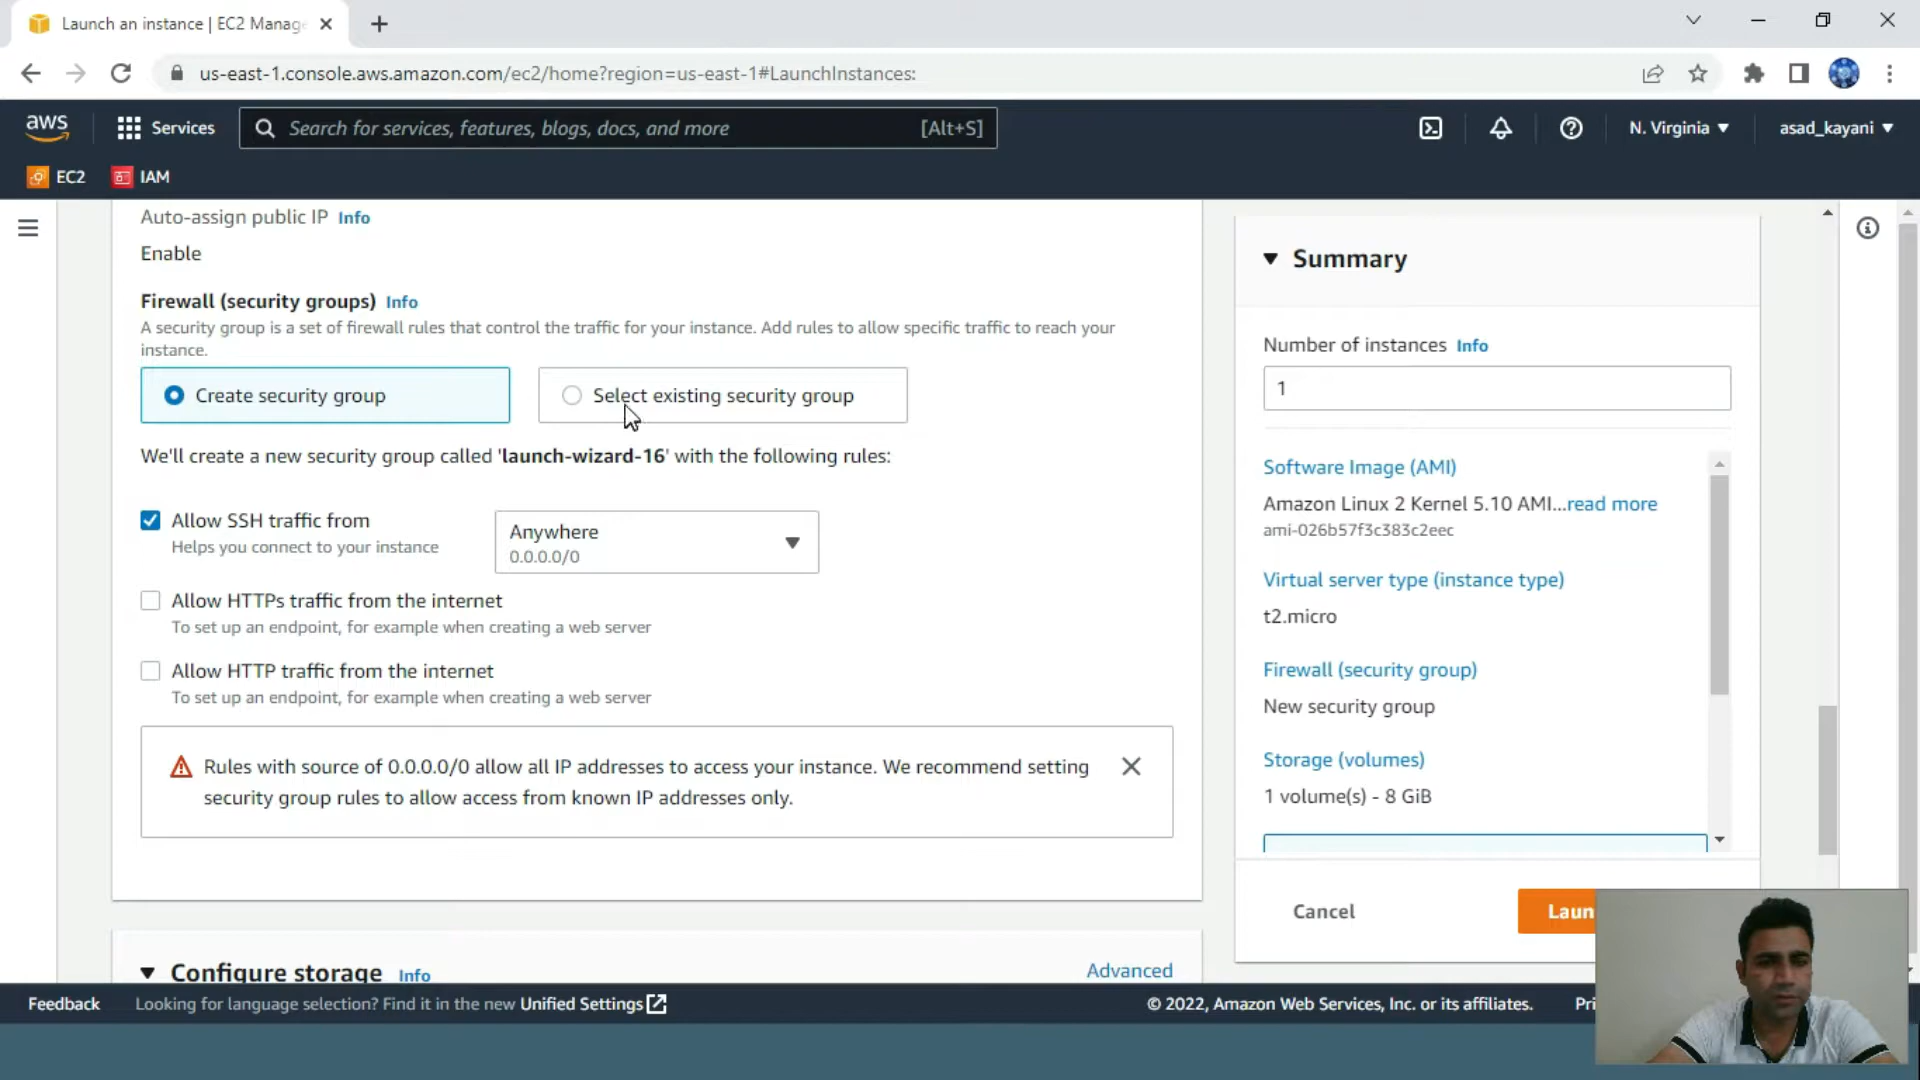 Launch an instance | EC2 Manage
us-east-1.console.aws.amazon.com/ec2/home?region=us-east-1#LaunchInstances:
aws
Services
Search for services, features, blogs, docs, and more
[Alt+S]
N. Virginia
asad_kayani
EC2
IAM
Auto-assign public IP Info
Enable
Firewall (security groups) Info
A security group is a set of firewall rules that control the traffic for your instance. Add rules to allow specific traffic to reach your
instance.
Create security group
Select existing security group
We'll create a new security group called 'launch-wizard-16' with the following rules:
Allow SSH traffic from
Helps you connect to your instance
Anywhere
0.0.0.0/0
Allow HTTPs traffic from the internet
To set up an endpoint, for example when creating a web server
Allow HTTP traffic from the internet
To set up an endpoint, for example when creating a web server
Rules with source of 0.0.0.0/0 allow all IP addresses to access your instance. We recommend setting
security group rules to allow access from known IP addresses only.
Configure storage Info
Advanced
Summary
Number of instances Info
1
Software Image (AMI)
Amazon Linux 2 Kernel 5.10 AMI...read more
ami-026b57f3c383c2eec
Virtual server type (instance type)
t2.micro
Firewall (security group)
New security group
Storage (volumes)
1 volume(s) - 8 GiB
Cancel
Laun
Feedback
Looking for language selection? Find it in the new Unified Settings
© 2022, Amazon Web Services, Inc. or its affiliates.
Pri